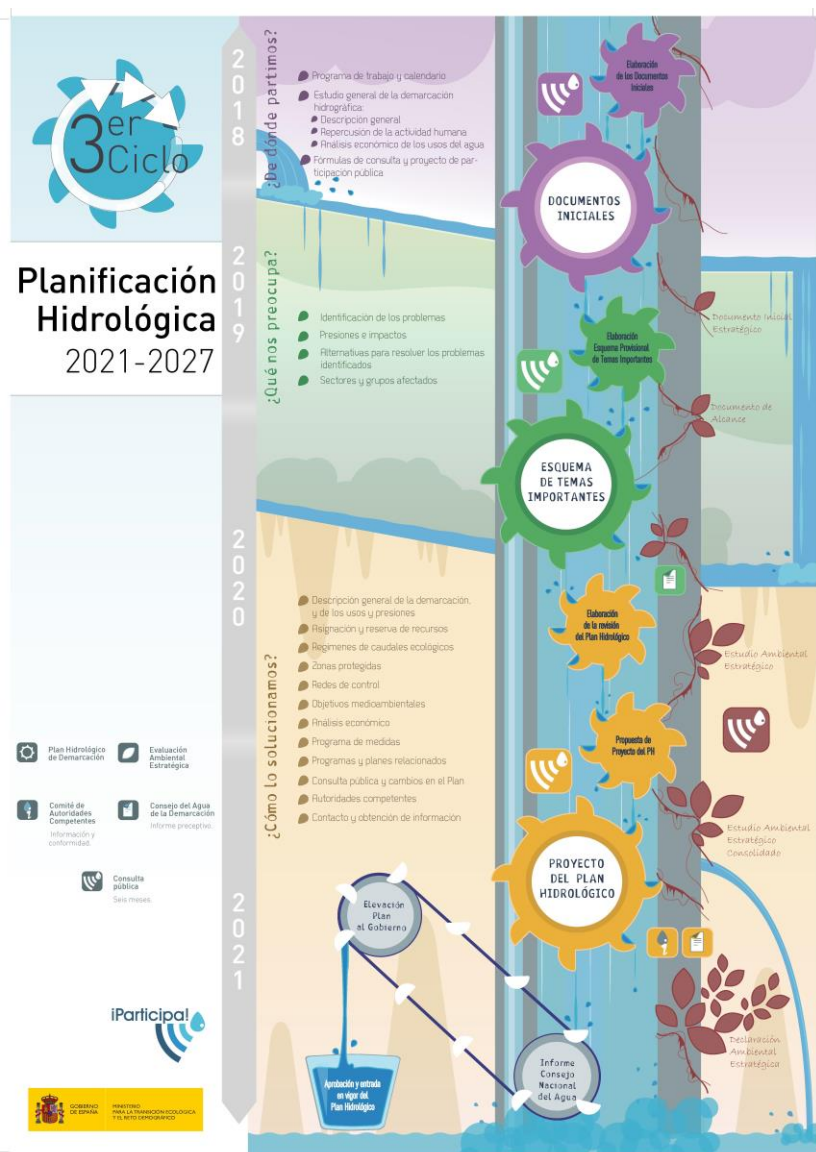 3er
Ciclo
Planificación
Hidrológica
2021-2027
Plan Hidrológico
de Demarcación
Evaluación
Ambiental
Estratégica
Comité de
Autoridades
Competentes
Información y
conformidad.
Consejo del Agua
de la Demarcación
Informe preceptivo.
Consulta
pública
Seis meses.
¡Participa!
GOBIERNO
DE ESPAÑA
MINISTERIO
PARA LA TRANSICIÓN ECOLÓGICA
Y EL RETO DEMOGRÁFICO
2018
¿De dónde partimos?
Programa de trabajo y calendario
Estudio general de la demarcación
hidrográfica:
Descripción general
Repercusión de la actividad humana
Análisis económico de los usos del agua
Fórmulas de consulta y proyecto de par-
ticipación pública
Elaboración
de los Documentos
Iniciales
DOCUMENTOS
INICIALES
2019
¿Qué nos preocupa?
Identificación de los problemas
Presiones e impactos
Alternativas para resolver los problemas
identificados
Sectores y grupos afectados
Elaboración
Esquema Provisional
de Temas Importantes
Documento Inicial
Estratégico
Documento de
Alcance
ESQUEMA
DE TEMAS
IMPORTANTES
2020
¿Cómo lo solucionamos?
Descripción general de la demarcación,
y de los usos y presiones
Asignación y reserva de recursos
Regímenes de caudales ecológicos
Zonas protegidas
Redes de control
Objetivos medioambientales
Análisis económico
Programa de medidas
Programas y planes relacionados
Consulta pública y cambios en el Plan
Autoridades competentes
Contacto y obtención de información
Elaboración
de la revisión
del Plan Hidrológico
Estudio Ambiental
Estratégico
Propuesta de
Proyecto del PH
Estudio Ambiental
Estratégico
Consolidado
PROYECTO
DEL PLAN
HIDROLÓGICO
2021
Elevación
Plan
al Gobierno
Informe
Consejo
Nacional
del Agua
Declaración
Ambiental
Estratégica
Aprobación y entrada
en vigor del
Plan Hidrológico